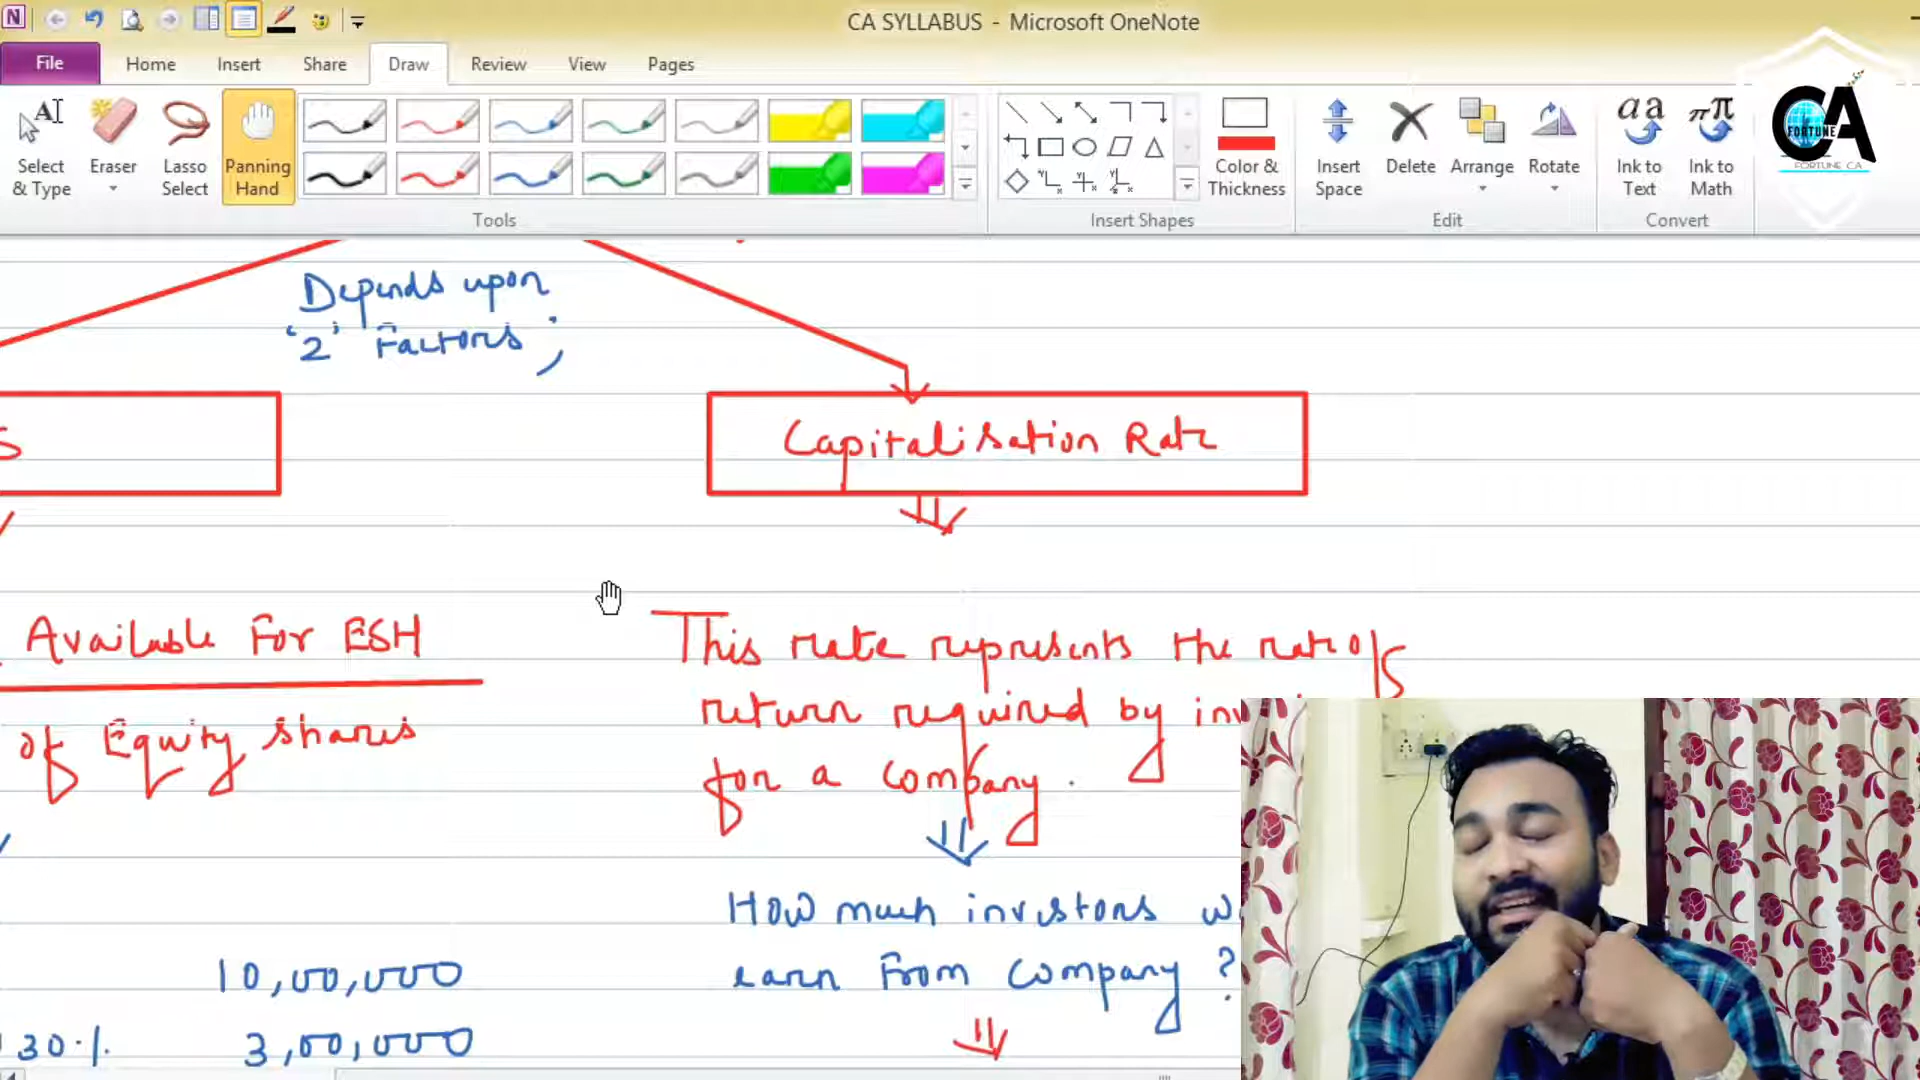 CA SYLLABUS - Microsoft OneNote
File Home Insert Share Draw Review View Pages
Select & Type
Eraser
Lasso Select
Panning Hand
Color & Thickness
Insert Space
Delete
Arrange
Rotate
Ink to Text
Ink to Math
Tools
Insert Shapes
Edit
Convert
CA
FORTUNE
FORTUNE CA
Depends upon
'2' Factors ;
S
Capitalisation Rate
Available For ESH
of Equity shares
This rate represents the rate of
return required by inv
for a company.
How much investors w
earn From Company ?
10,00,000
30% 3,00,000